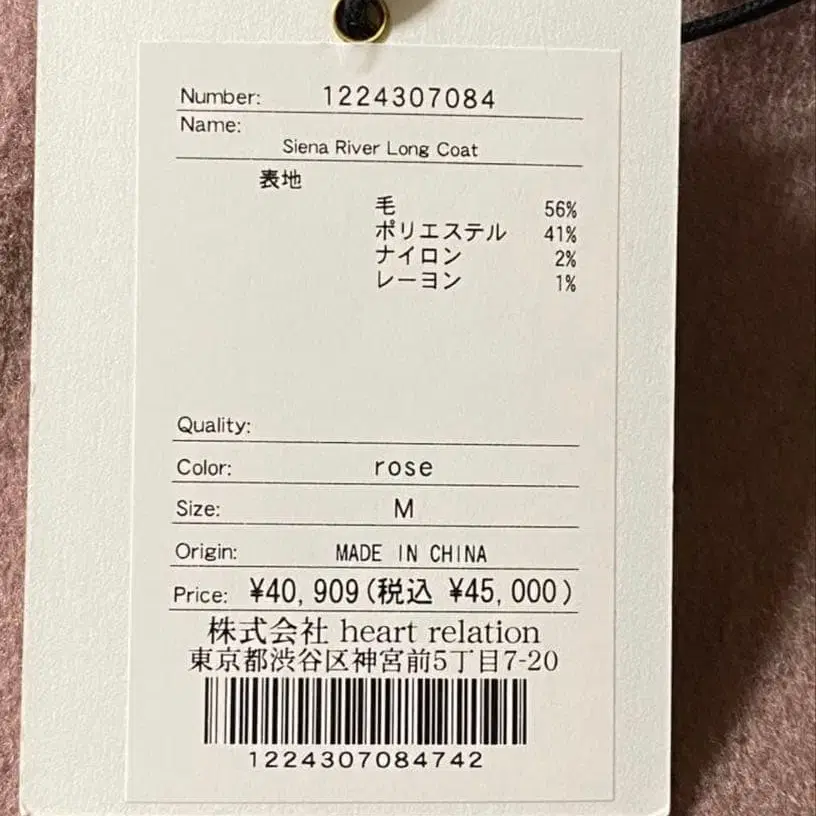 Number: 1224307084
Name:
Siena River Long Coat
表地
毛 56%
ポリエステル 41%
ナイロン 2%
レーヨン 1%
Quality:
Color: rose
Size: M
Origin: MADE IN CHINA
Price: ¥40,909(税込 ¥45,000)
株式会社 heart relation
東京都渋谷区神宮前5丁目7-20
1224307084742